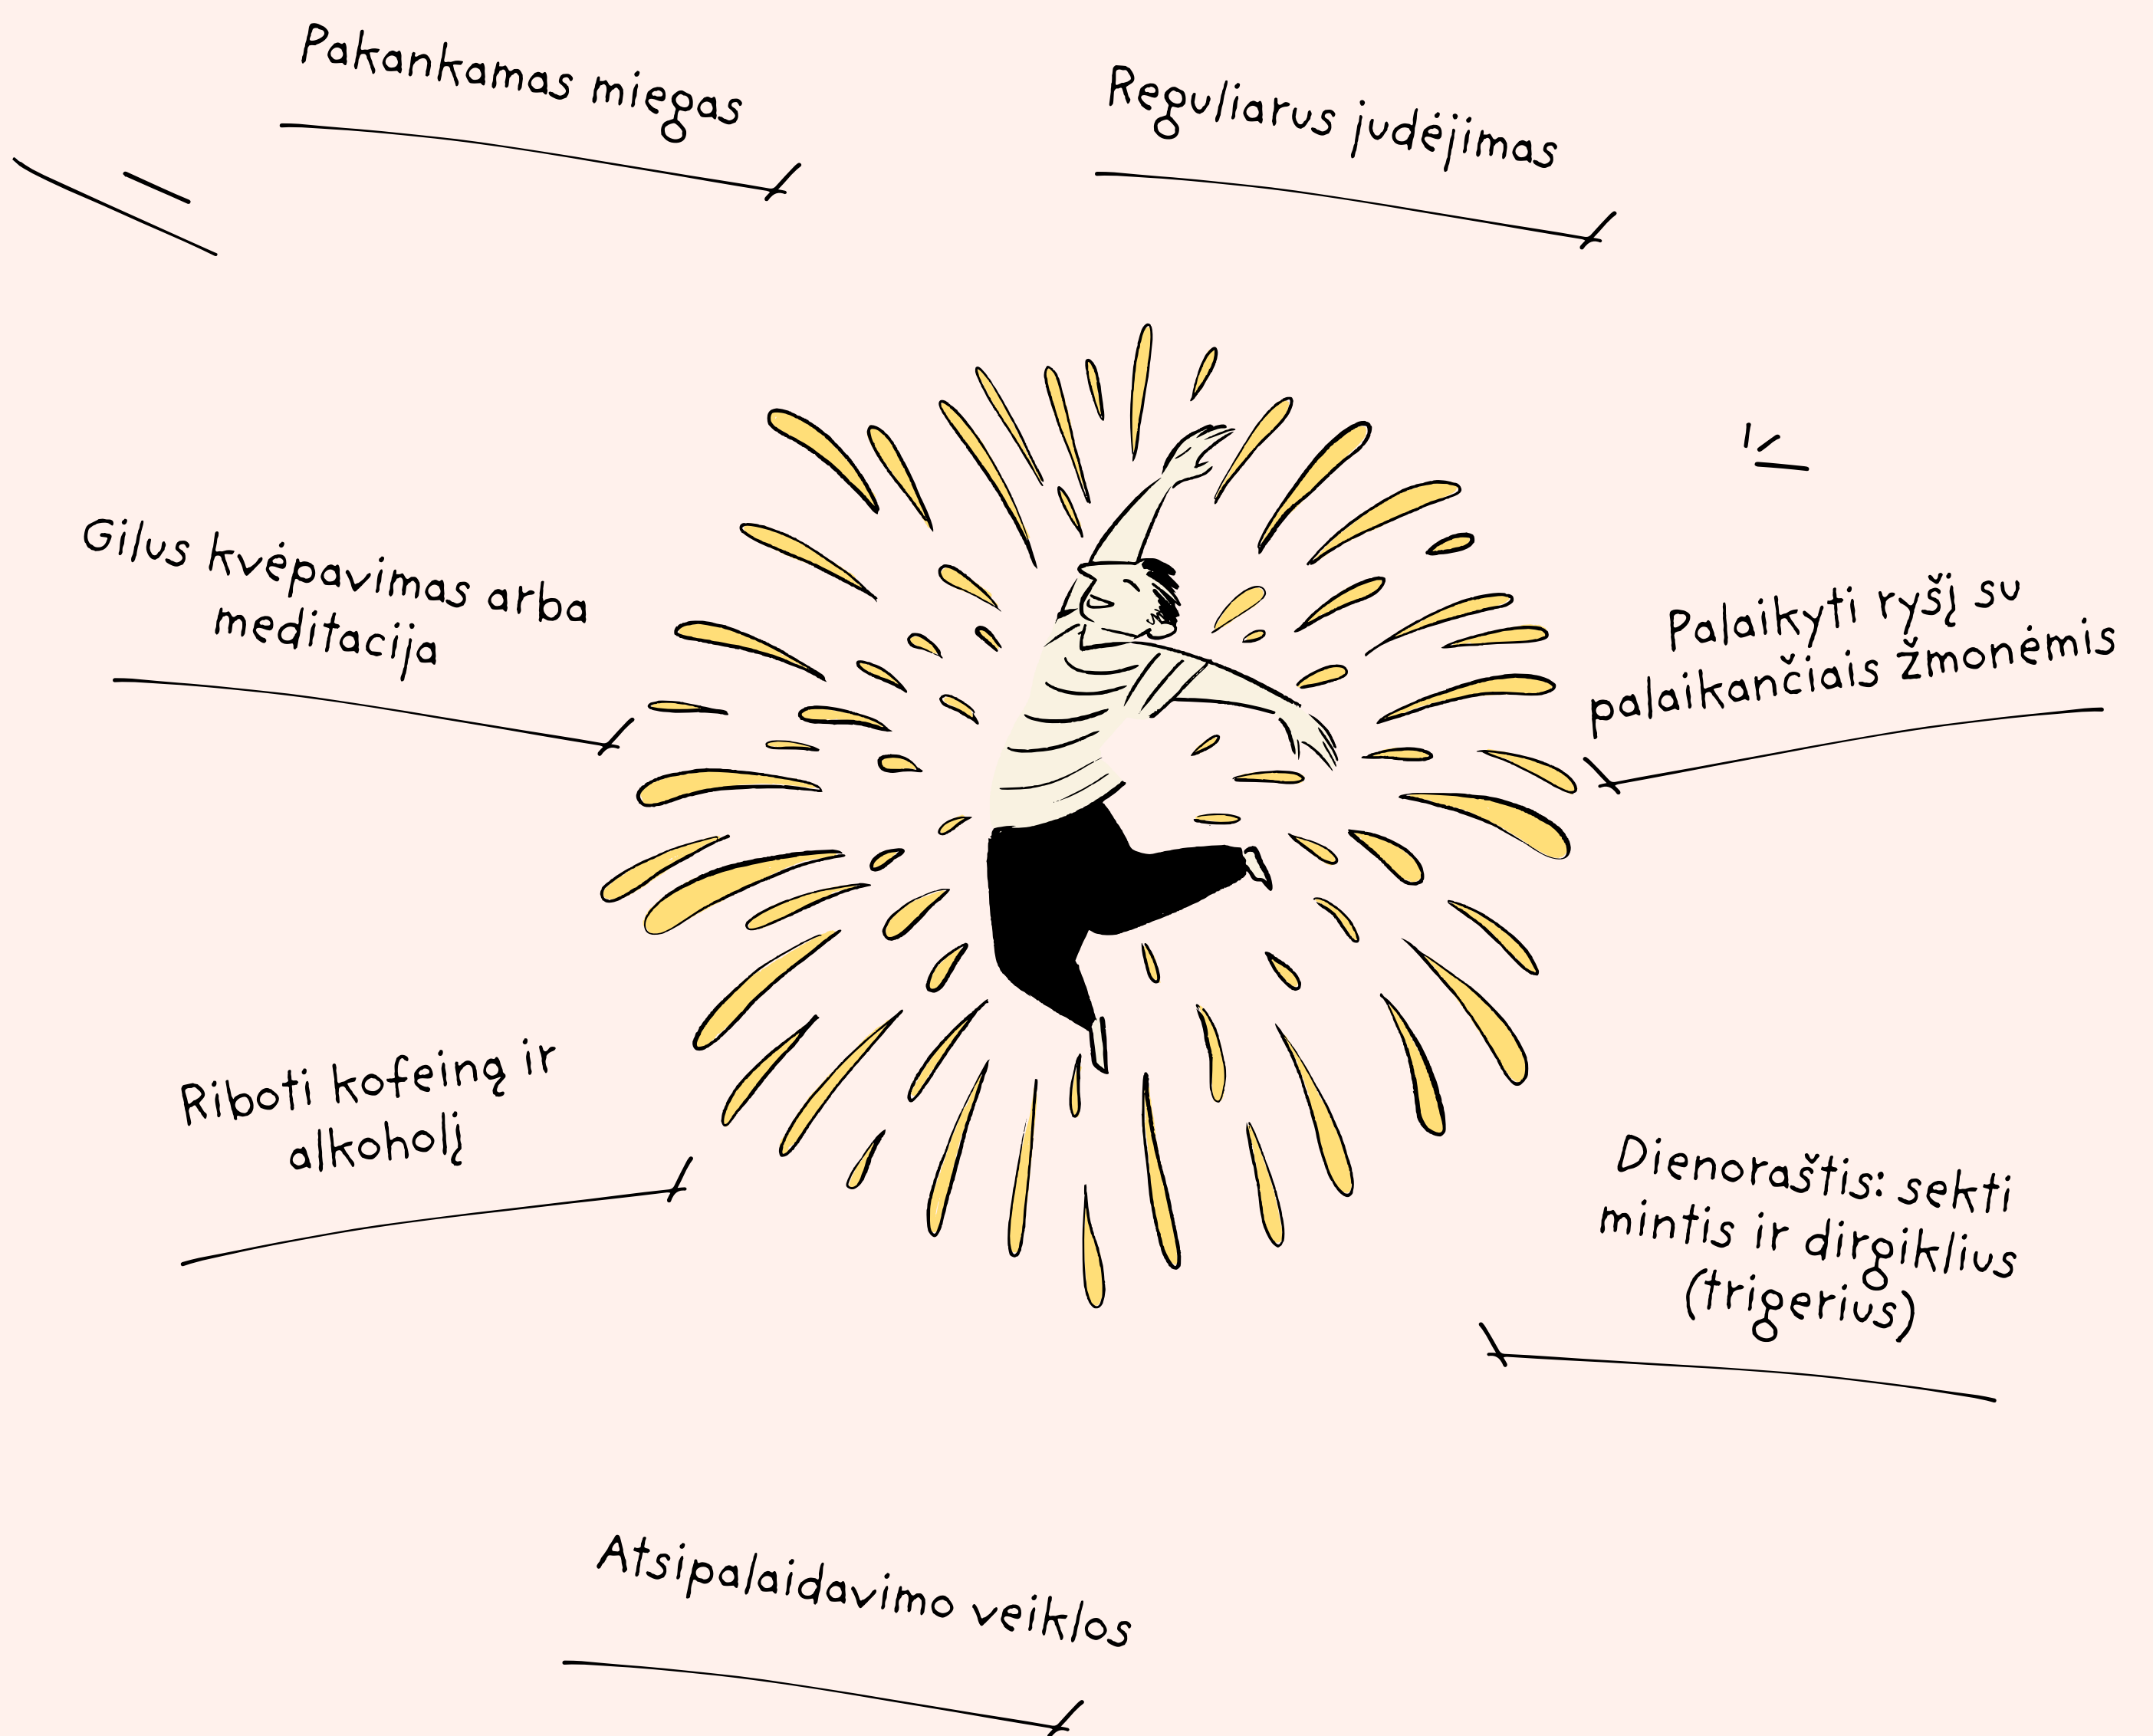 Pakankamas miegas
Reguliarus judėjimas
Gilus kvėpavimas arba
meditacija
Palaikyti ryšį su
palaikančiais žmonėmis
Riboti kofeiną ir
alkoholį
Dienoraštis: sekti
mintis ir dirgiklius
(trigerius)
Atsipalaidavimo veiklos